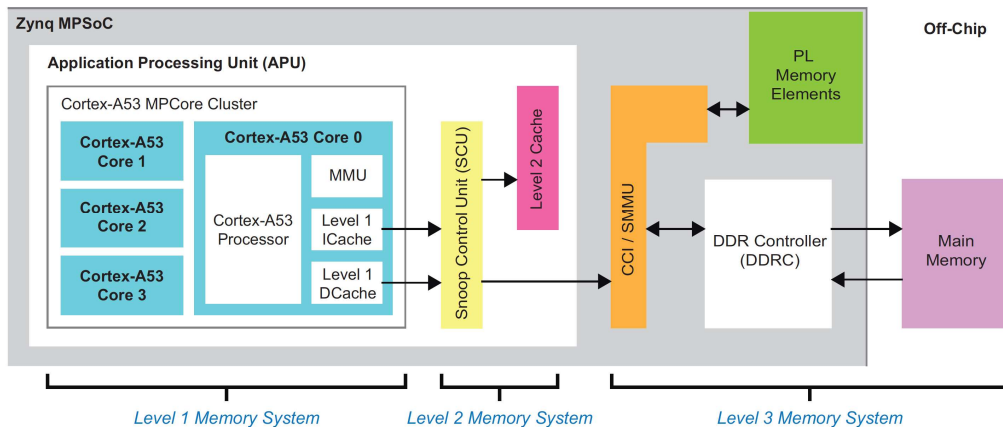 Zynq MPSoC
Off-Chip
Application Processing Unit (APU)
Cortex-A53 MPCore Cluster
Cortex-A53
Core 1
Cortex-A53
Core 2
Cortex-A53
Core 3
Cortex-A53 Core 0
Cortex-A53
Processor
MMU
Level 1
ICache
Level 1
DCache
Snoop Control Unit (SCU)
Level 2 Cache
CCI / SMMU
PL
Memory
Elements
DDR Controller
(DDRC)
Main
Memory
Level 1 Memory System
Level 2 Memory System
Level 3 Memory System